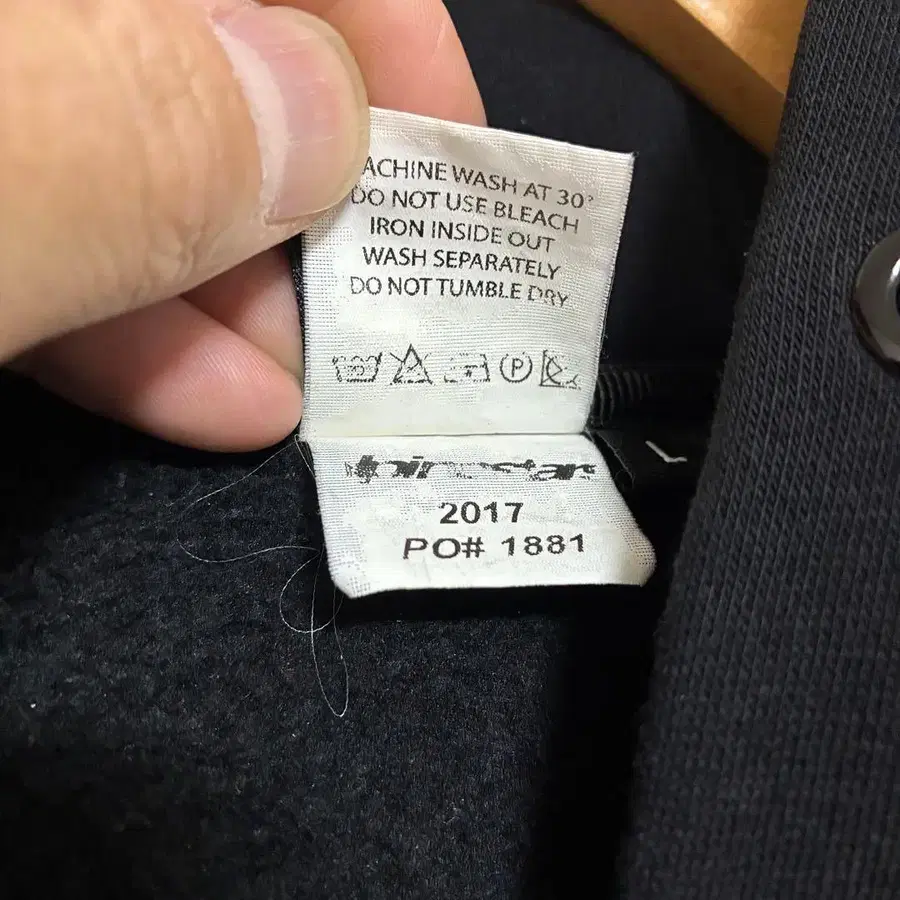 ACHINE WASH AT 30°
DO NOT USE BLEACH
IRON INSIDE OUT
WASH SEPARATELY
DO NOT TUMBLE DRY
P
2017
PO# 1881